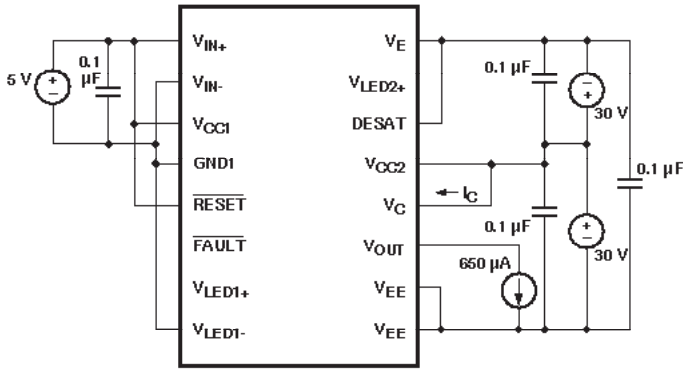 5 V
+
−
0.1
µF
VIN+
VIN-
VCC1
GND1
RESET
FAULT
VLED1+
VLED1-
VE
VLED2+
DESAT
VCC2
VC
VOUT
VEE
VEE
IC
650 µA
0.1 µF
−
+
30 V
0.1 µF
0.1 µF
+
−
30 V